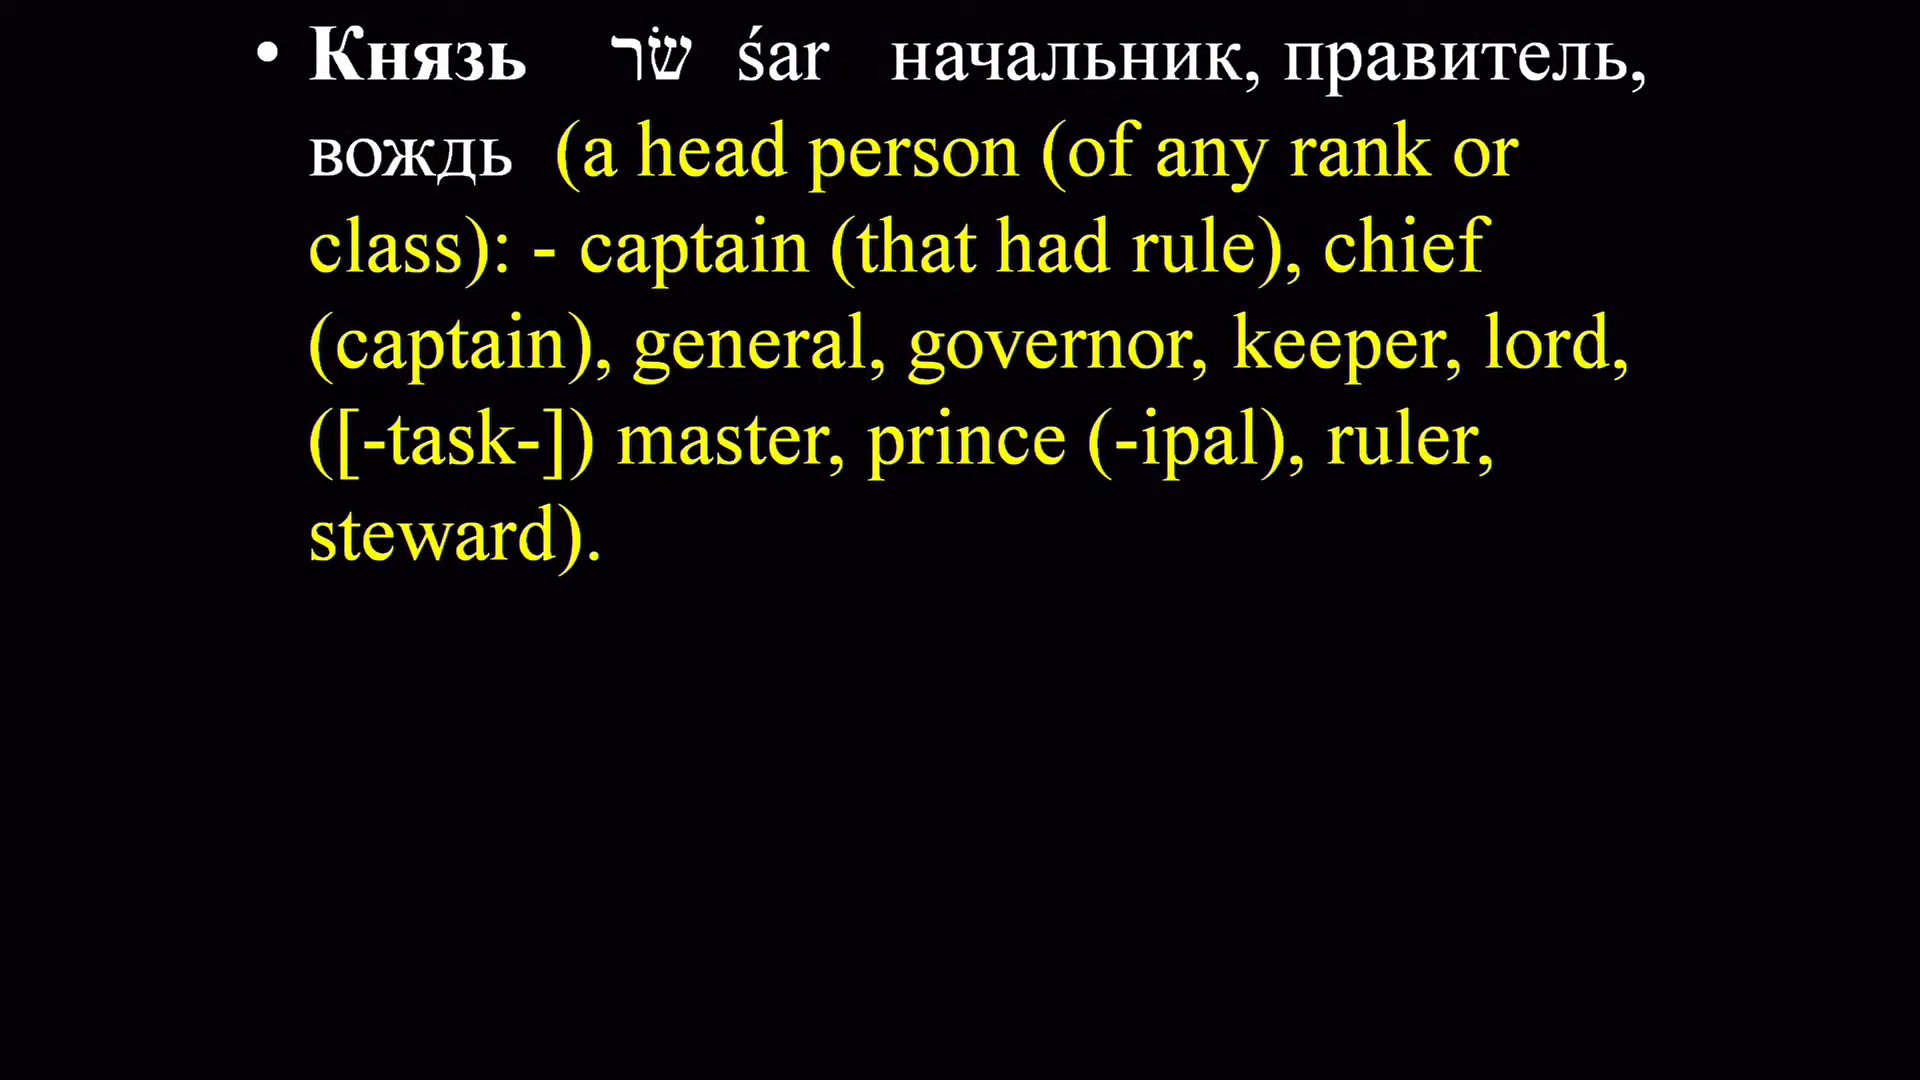 • Князь שׂר śar начальник, правитель,
вождь (a head person (of any rank or
class): - captain (that had rule), chief
(captain), general, governor, keeper, lord,
([-task-]) master, prince (-ipal), ruler,
steward).